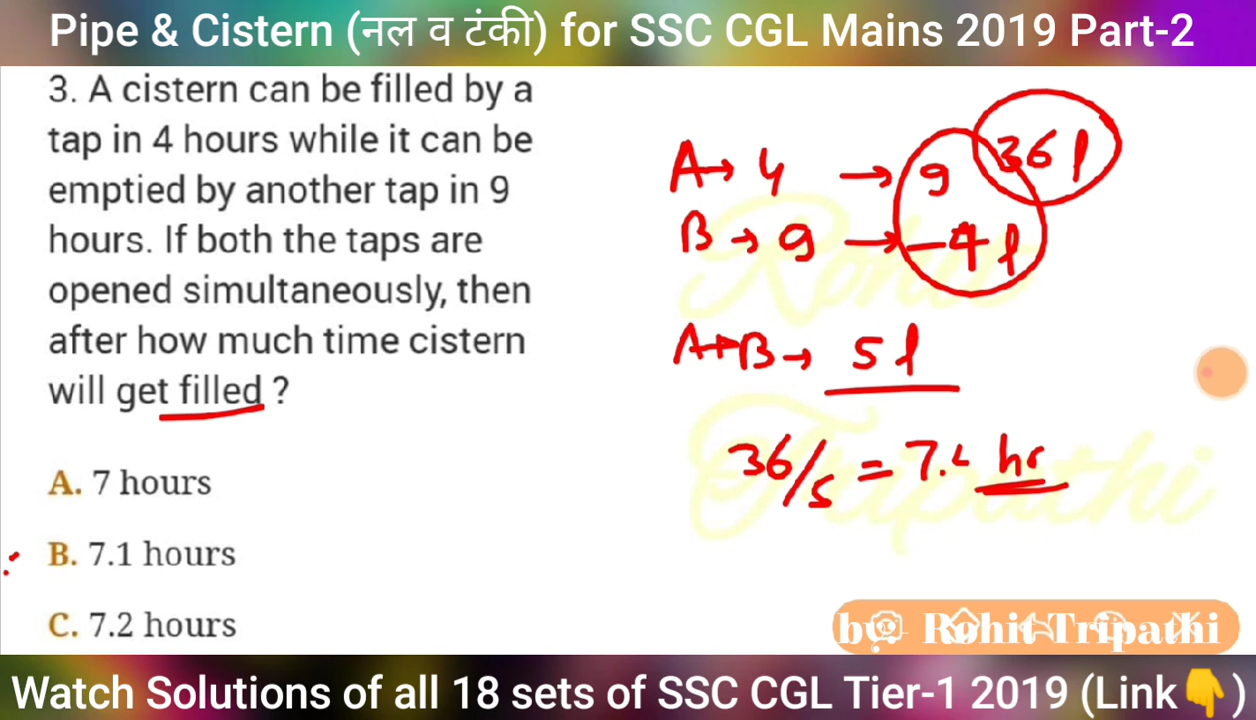 Pipe & Cistern (नल व टंकी) for SSC CGL Mains 2019 Part-2
3. A cistern can be filled by a
tap in 4 hours while it can be
emptied by another tap in 9
hours. If both the taps are
opened simultaneously, then
after how much time cistern
will get filled ?
A. 7 hours
B. 7.1 hours
C. 7.2 hours
A→ 4 → 9 36 l
B → 9 → -4 l
A+B → 5 l
36/5 = 7.2 hr
Rohit
Tripathi
by: Rohit Tripathi
Watch Solutions of all 18 sets of SSC CGL Tier-1 2019 (Link👇)